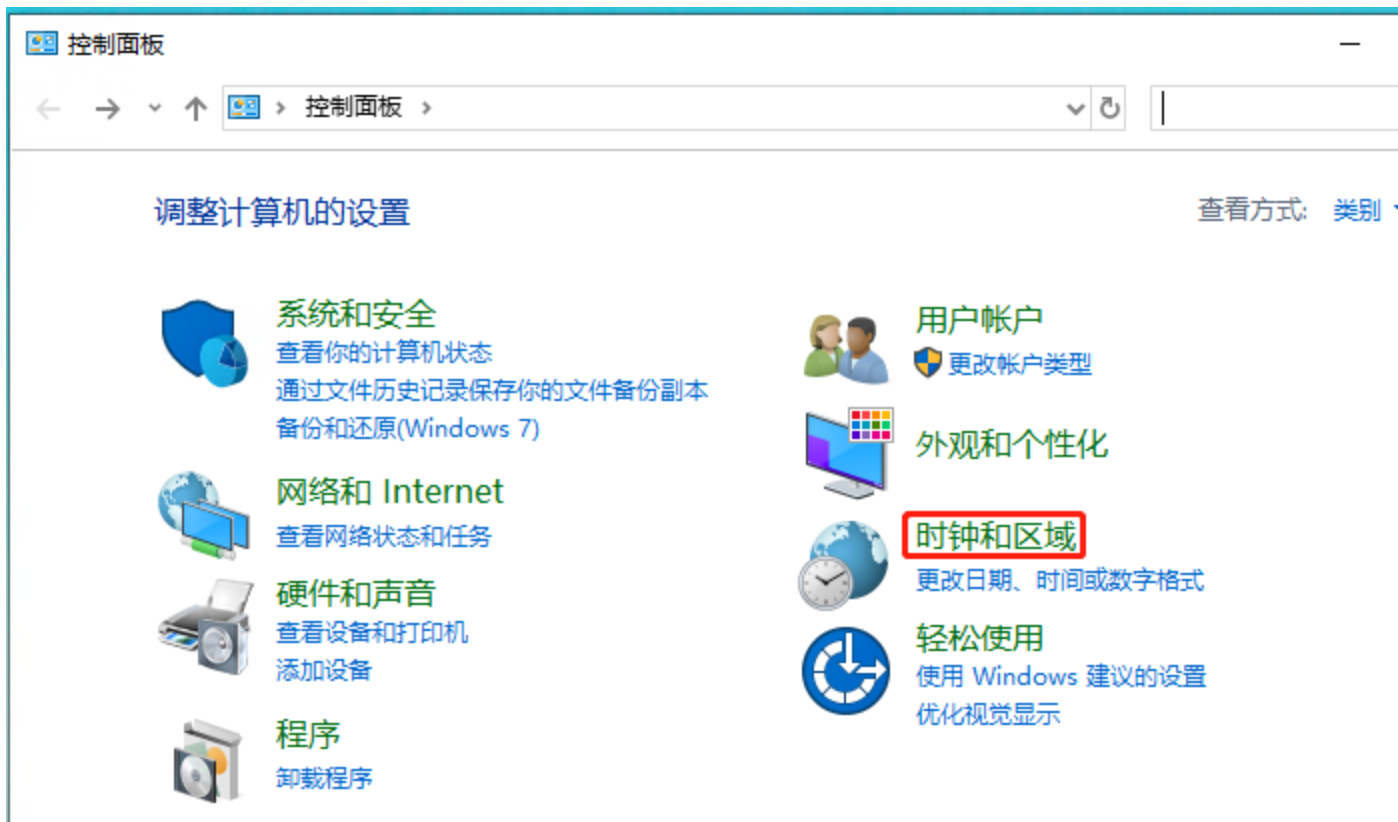 控制面板
控制面板
调整计算机的设置
查看方式: 类别
系统和安全
查看你的计算机状态
通过文件历史记录保存你的文件备份副本
备份和还原(Windows 7)
网络和 Internet
查看网络状态和任务
硬件和声音
查看设备和打印机
添加设备
程序
卸载程序
用户帐户
更改帐户类型
外观和个性化
时钟和区域
更改日期、时间或数字格式
轻松使用
使用 Windows 建议的设置
优化视觉显示